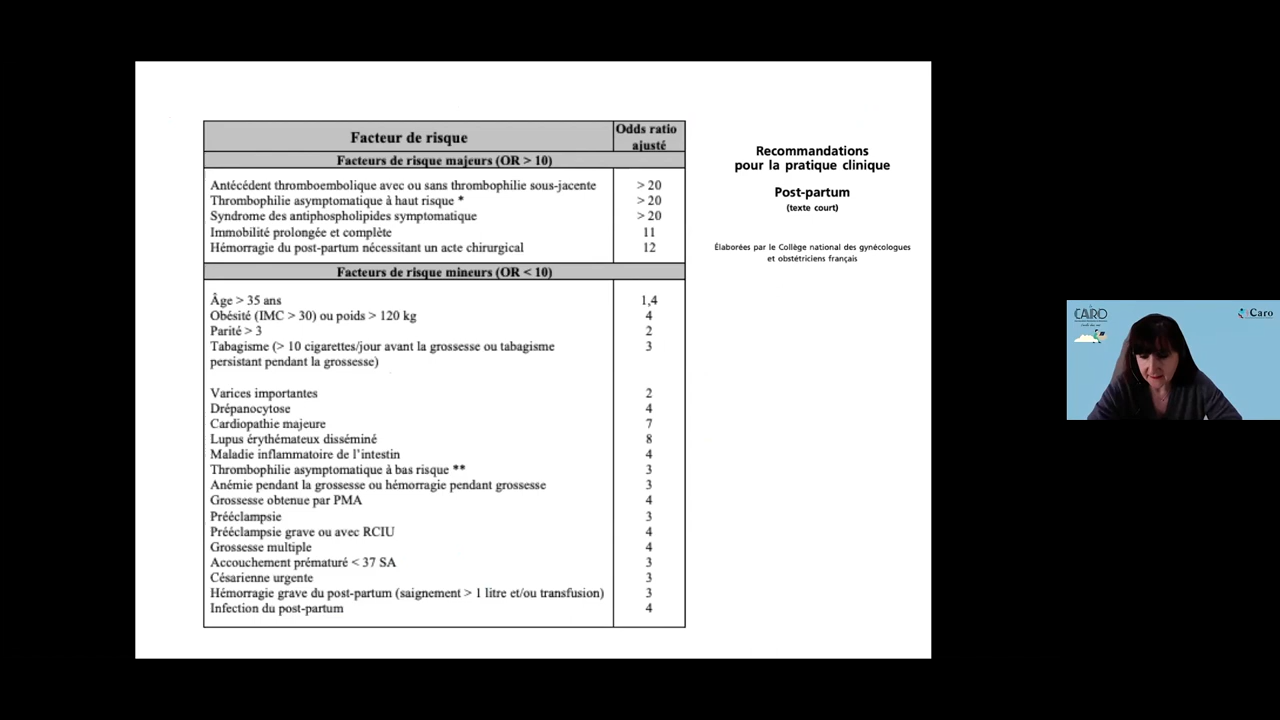 Facteur de risque
Odds ratio
ajusté
Facteurs de risque majeurs (OR > 10)
Antécédent thromboembolique avec ou sans thrombophilie sous-jacente > 20
Thrombophilie asymptomatique à haut risque * > 20
Syndrome des antiphospholipides symptomatique > 20
Immobilité prolongée et complète 11
Hémorragie du post-partum nécessitant un acte chirurgical 12
Facteurs de risque mineurs (OR < 10)
Âge > 35 ans 1,4
Obésité (IMC > 30) ou poids > 120 kg 4
Parité > 3 2
Tabagisme (> 10 cigarettes/jour avant la grossesse ou tabagisme 3
persistant pendant la grossesse)
Varices importantes 2
Drépanocytose 4
Cardiopathie majeure 7
Lupus érythémateux disséminé 8
Maladie inflammatoire de l'intestin 4
Thrombophilie asymptomatique à bas risque ** 3
Anémie pendant la grossesse ou hémorragie pendant grossesse 3
Grossesse obtenue par PMA 4
Prééclampsie 3
Prééclampsie grave ou avec RCIU 4
Grossesse multiple 4
Accouchement prématuré < 37 SA 3
Césarienne urgente 3
Hémorragie grave du post-partum (saignement > 1 litre et/ou transfusion) 3
Infection du post-partum 4
Recommandations
pour la pratique clinique
Post-partum
(texte court)
Élaborées par le Collège national des gynécologues
et obstétriciens français
CAIRO
Caro